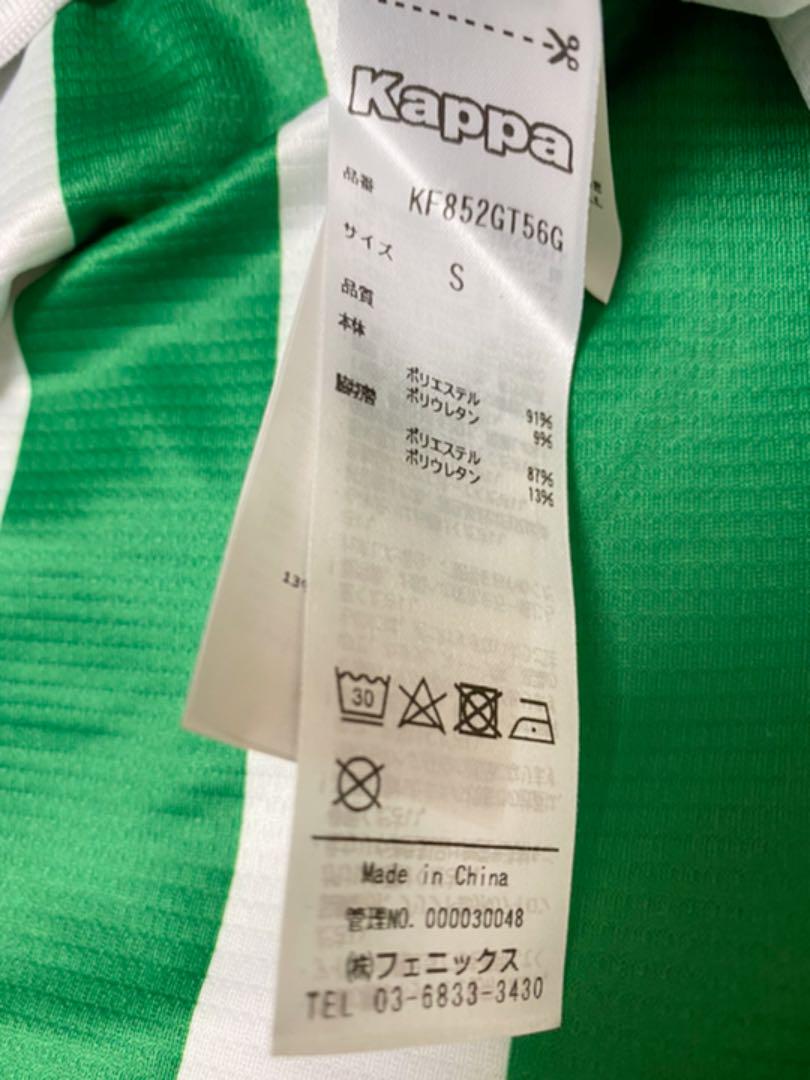 Kappa
品番 KF852GT56G
サイズ S
品質
本体
ポリエステル 91%
ポリウレタン 9%
ポリエステル 87%
ポリウレタン 13%
30
Made in China
管理NO. 000030048
(株)フェニックス
TEL 03-6833-3430